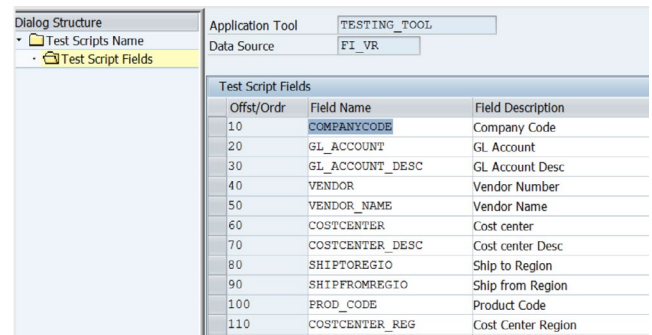 Dialog Structure
Test Scripts Name
Test Script Fields
Application Tool TESTING_TOOL
Data Source FI_VR
Test Script Fields
Offst/Ordr Field Name Field Description
10 COMPANYCODE Company Code
20 GL_ACCOUNT GL Account
30 GL_ACCOUNT_DESC GL Account Desc
40 VENDOR Vendor Number
50 VENDOR_NAME Vendor Name
60 COSTCENTER Cost center
70 COSTCENTER_DESC Cost center Desc
80 SHIPTOREGIO Ship to Region
90 SHIPFROMREGIO Ship from Region
100 PROD_CODE Product Code
110 COSTCENTER_REG Cost Center Region